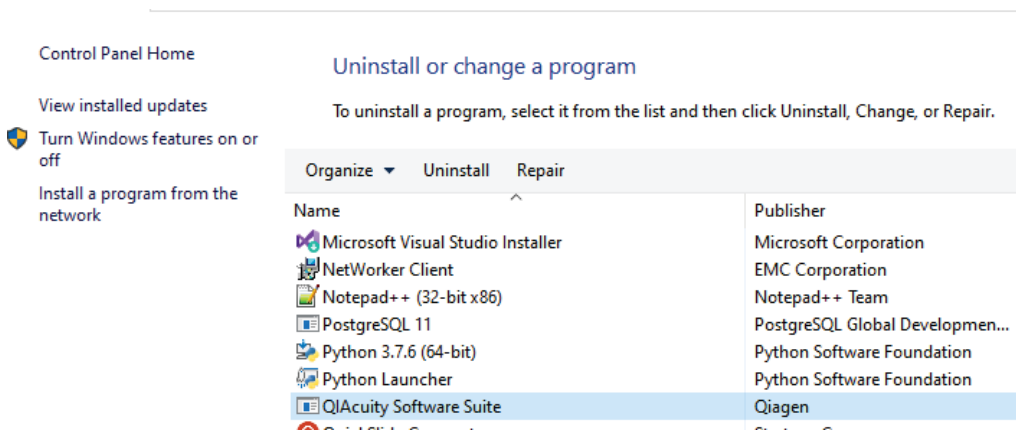 Control Panel Home
Uninstall or change a program
View installed updates
To uninstall a program, select it from the list and then click Uninstall, Change, or Repair.
Turn Windows features on or
off
Install a program from the
network
Organize Uninstall Repair
Name Publisher
Microsoft Visual Studio Installer Microsoft Corporation
NetWorker Client EMC Corporation
Notepad++ (32-bit x86) Notepad++ Team
PostgreSQL 11 PostgreSQL Global Developmen...
Python 3.7.6 (64-bit) Python Software Foundation
Python Launcher Python Software Foundation
QIAcuity Software Suite Qiagen